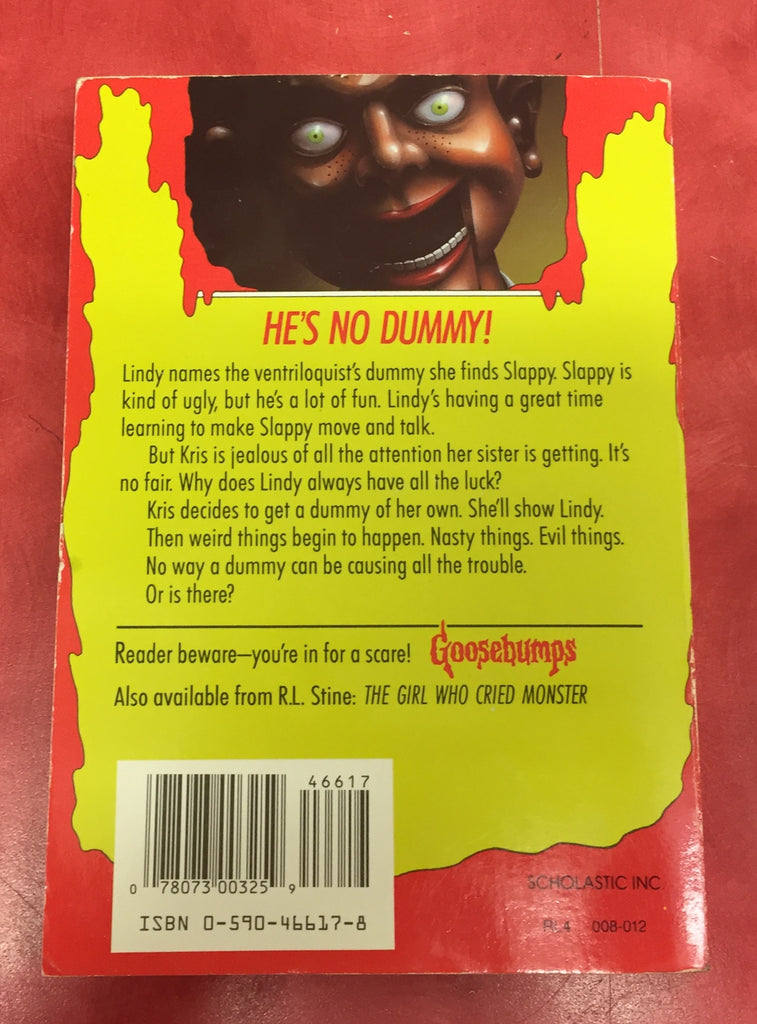 HE'S NO DUMMY!
Lindy names the ventriloquist's dummy she finds Slappy. Slappy is
kind of ugly, but he's a lot of fun. Lindy's having a great time
learning to make Slappy move and talk.
But Kris is jealous of all the attention her sister is getting. It's
no fair. Why does Lindy always have all the luck?
Kris decides to get a dummy of her own. She'll show Lindy.
Then weird things begin to happen. Nasty things. Evil things.
No way a dummy can be causing all the trouble.
Or is there?
Reader beware—you're in for a scare! Goosebumps
Also available from R.L. Stine: THE GIRL WHO CRIED MONSTER
46617
0 78073 00325 9
ISBN 0-590-46617-8
SCHOLASTIC INC.
RL4 008-012